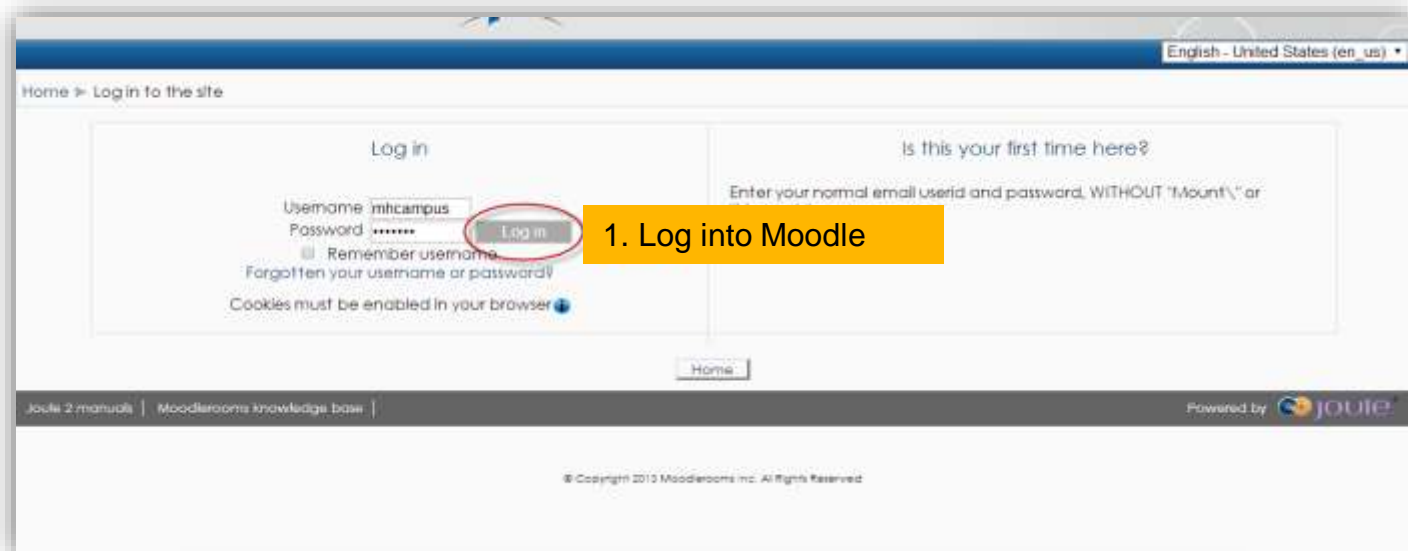 English - United States (en_us)
Home ► Log in to the site
Log in
Username mhcampus
Password ••••••• Log in
Remember username
Forgotten your username or password?
Cookies must be enabled in your browser
Is this your first time here?
Enter your normal email userid and password, WITHOUT "Mount\" or
1. Log into Moodle
Home
Joule 2 manuals | Moodlerooms knowledge base |
Powered by joule
© Copyright 2013 Moodlerooms Inc. All Rights Reserved